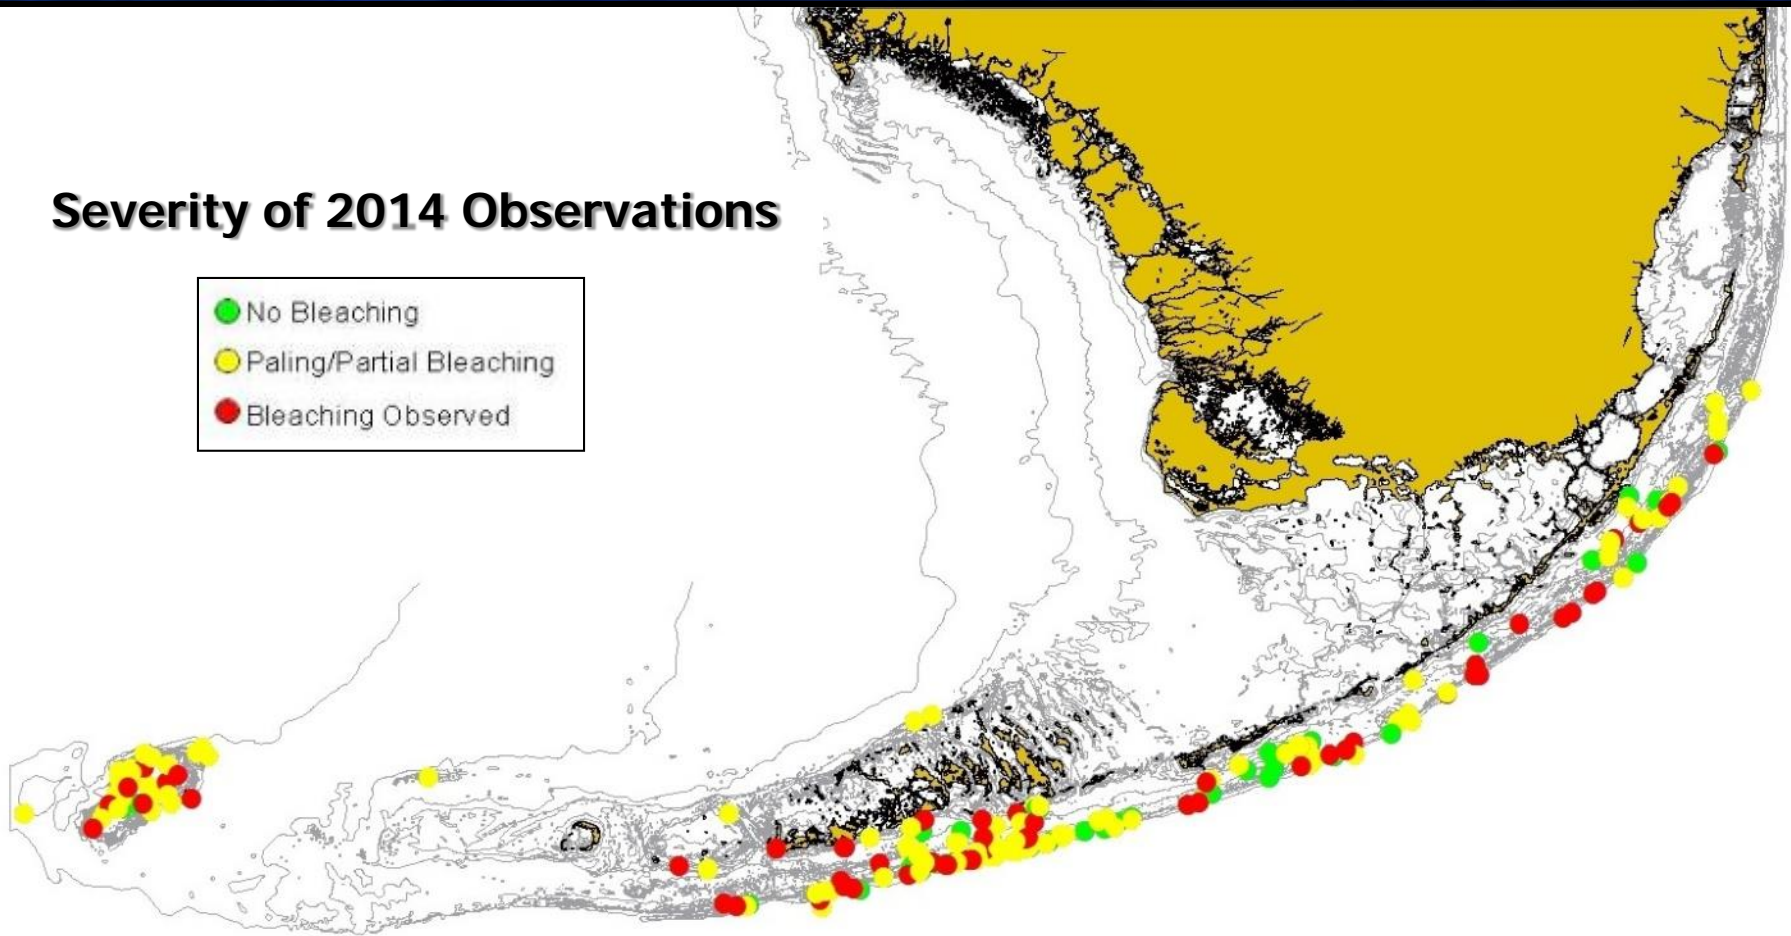 Severity of 2014 Observations
No Bleaching
Paling/Partial Bleaching
Bleaching Observed